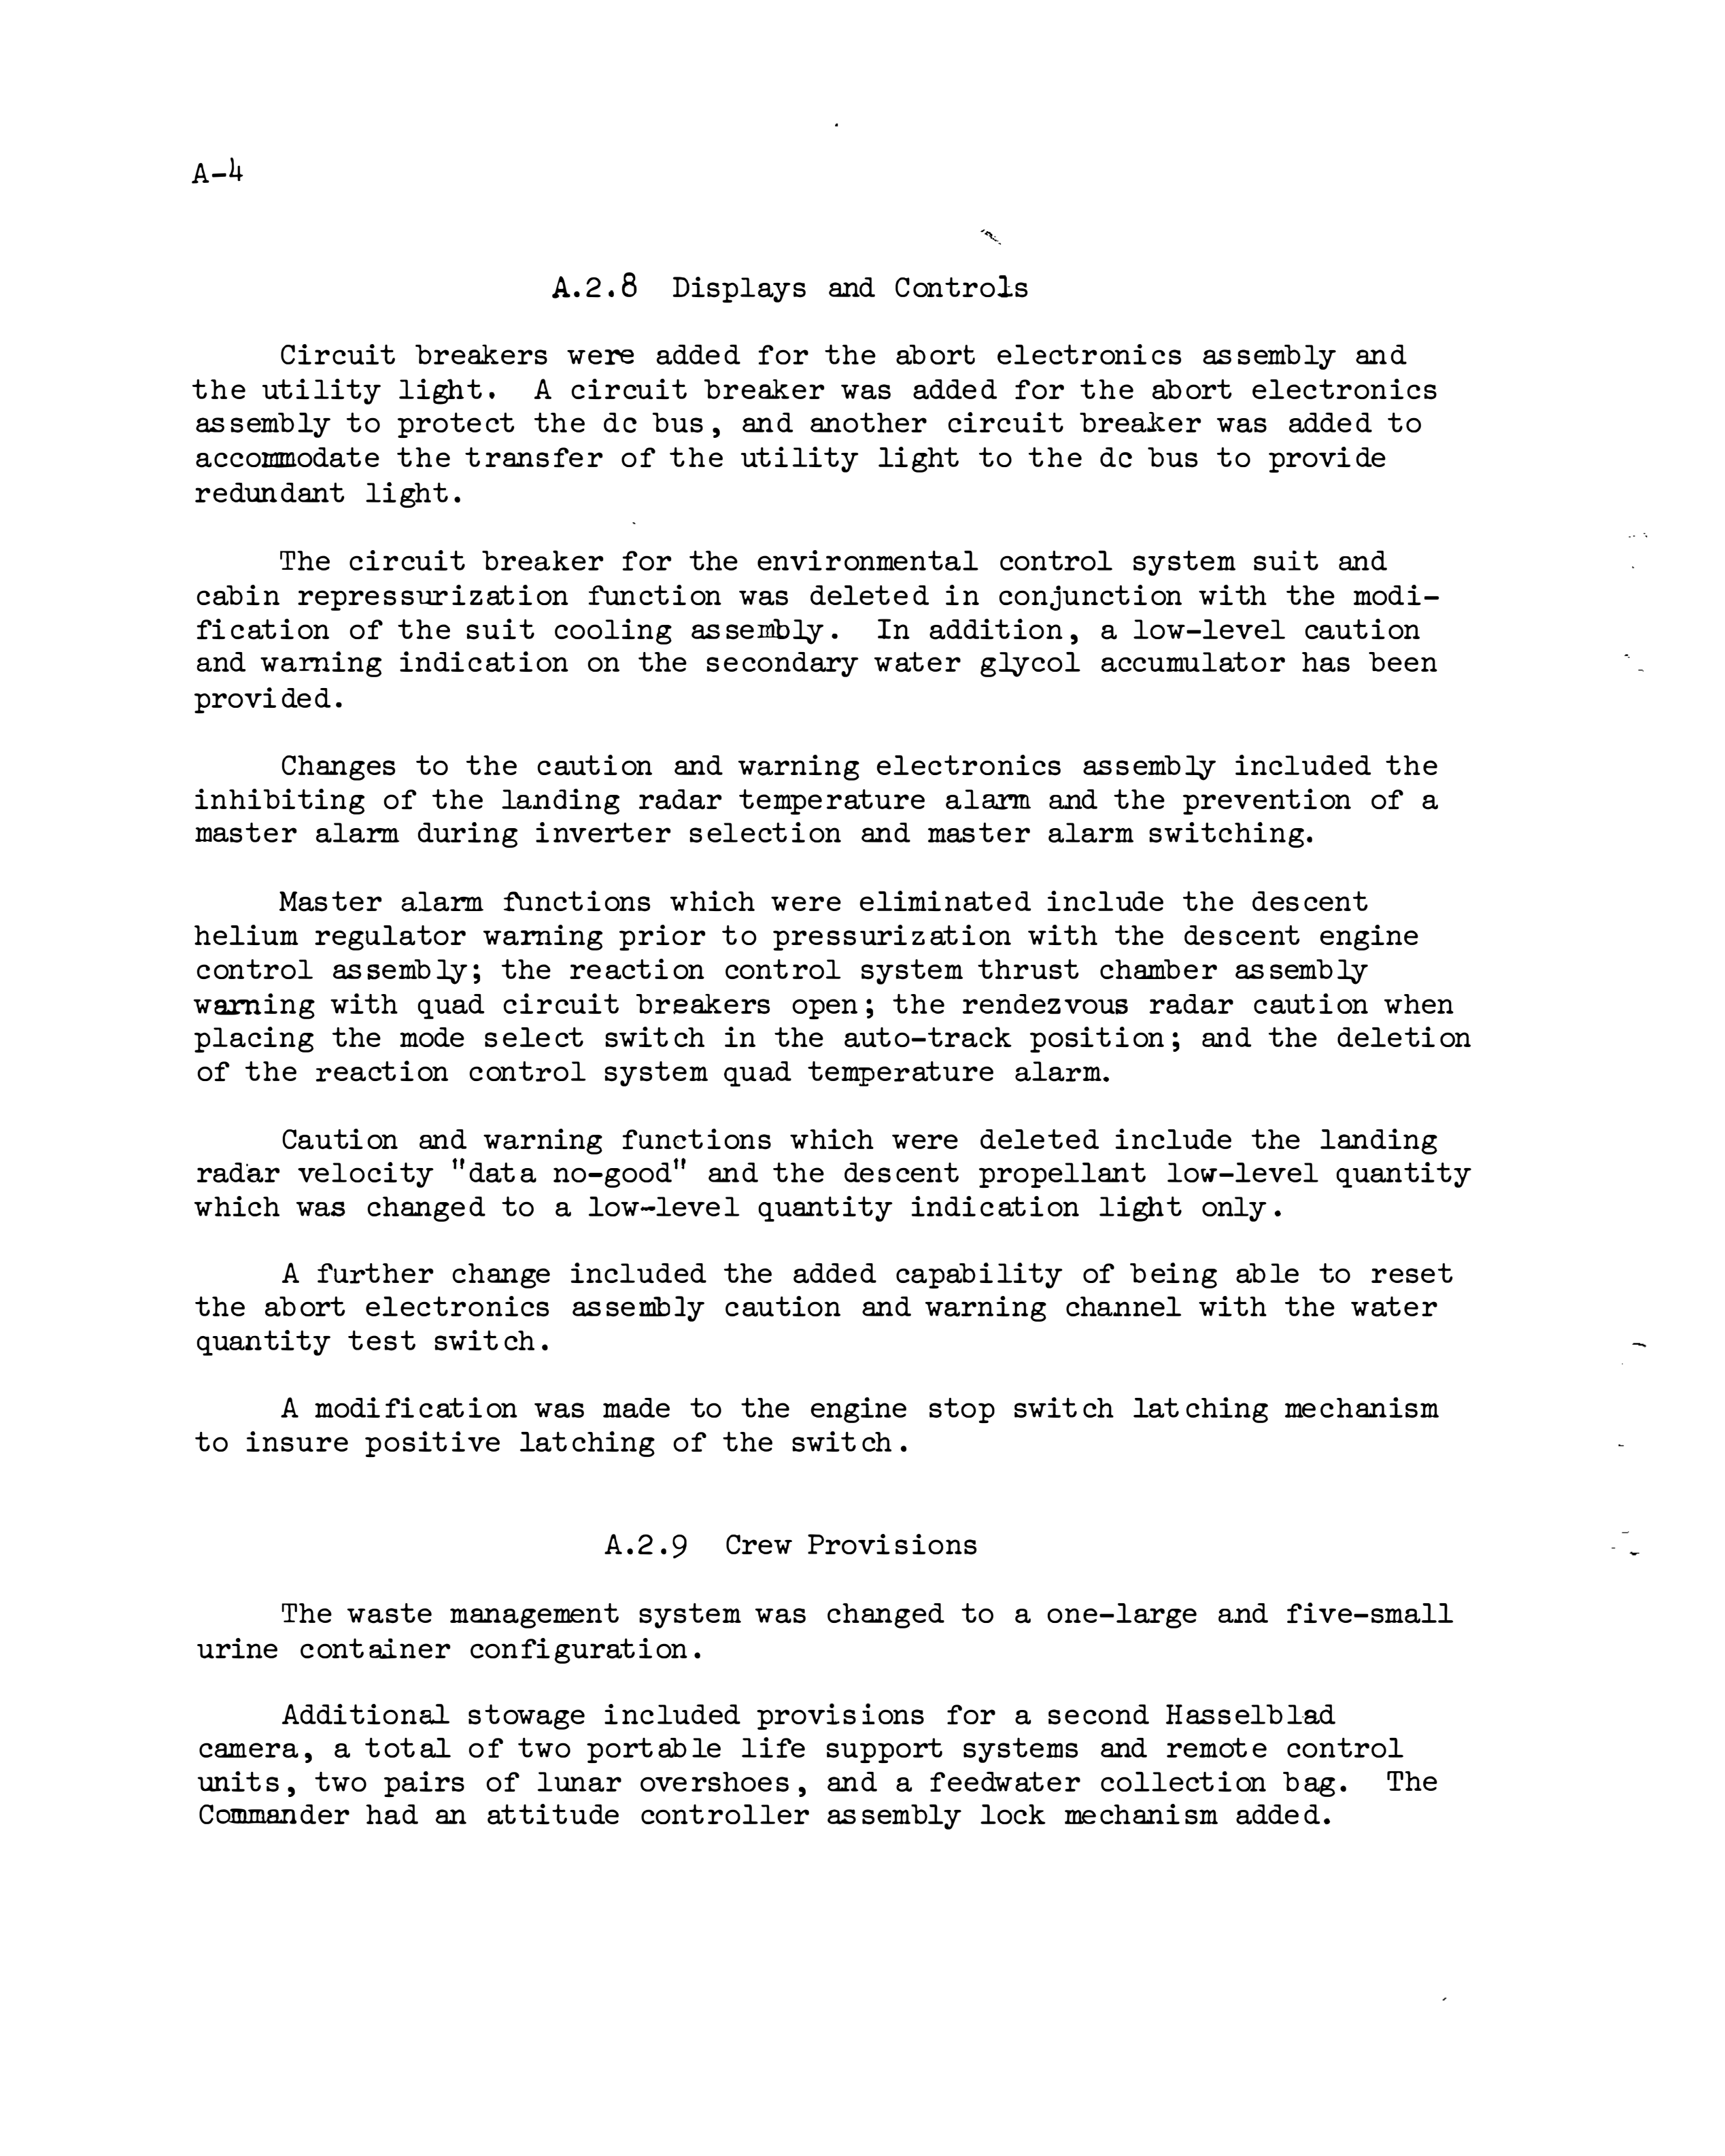 A-4
A.2.8 Displays and Controls
Circuit breakers were added for the abort electronics assembly and
the utility light. A circuit breaker was added for the abort electronics
assembly to protect the dc bus, and another circuit breaker was added to
accommodate the transfer of the utility light to the dc bus to provide
redundant light.
The circuit breaker for the environmental control system suit and
cabin repressurization function was deleted in conjunction with the modi-
fication of the suit cooling assembly. In addition, a low-level caution
and warning indication on the secondary water glycol accumulator has been
provided.
Changes to the caution and warning electronics assembly included the
inhibiting of the landing radar temperature alarm and the prevention of a
master alarm during inverter selection and master alarm switching.
Master alarm functions which were eliminated include the descent
helium regulator warning prior to pressurization with the descent engine
control assembly; the reaction control system thrust chamber assembly
warning with quad circuit breakers open; the rendezvous radar caution when
placing the mode select switch in the auto-track position; and the deletion
of the reaction control system quad temperature alarm.
Caution and warning functions which were deleted include the landing
radar velocity "data no-good" and the descent propellant low-level quantity
which was changed to a low-level quantity indication light only.
A further change included the added capability of being able to reset
the abort electronics assembly caution and warning channel with the water
quantity test switch.
A modification was made to the engine stop switch latching mechanism
to insure positive latching of the switch.
A.2.9 Crew Provisions
The waste management system was changed to a one-large and five-small
urine container configuration.
Additional stowage included provisions for a second Hasselblad
camera, a total of two portable life support systems and remote control
units, two pairs of lunar overshoes, and a feedwater collection bag. The
Commander had an attitude controller assembly lock mechanism added.